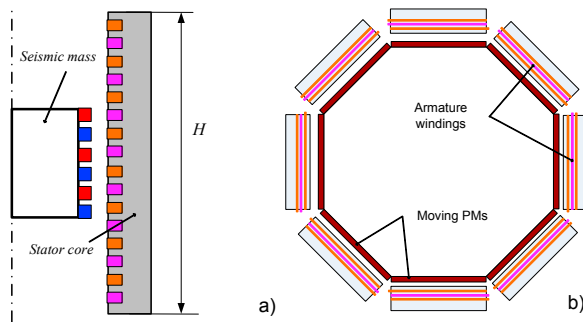 Seismic mass
H
Stator core
a)
Armature
windings
Moving PMs
b)